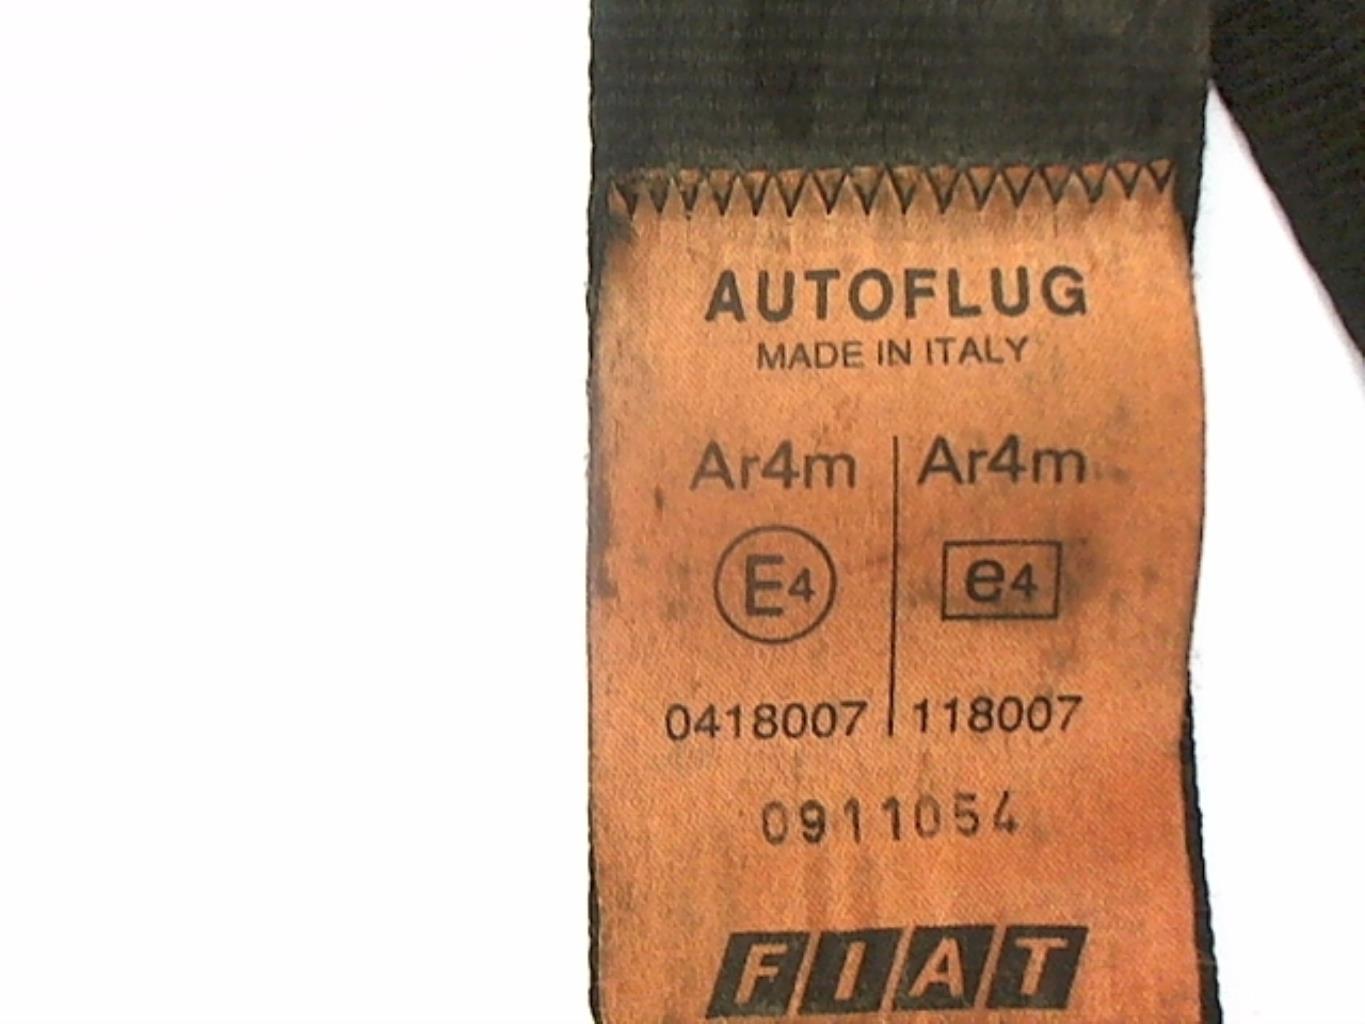 AUTOFLUG
MADE IN ITALY
Ar4m Ar4m
E4 e4
0418007 118007
0911054
FIAT